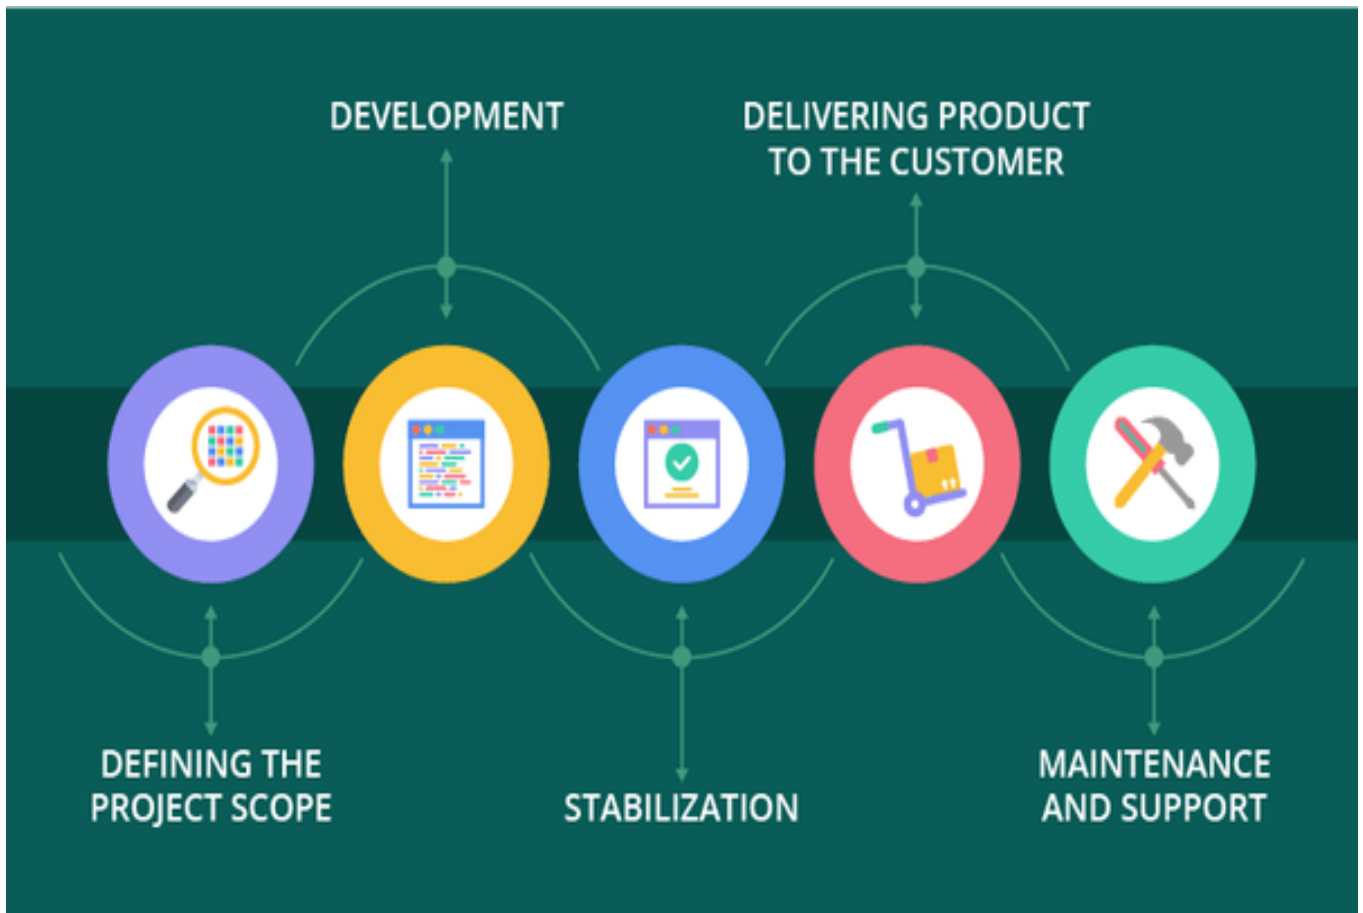 DEVELOPMENT
DELIVERING PRODUCT
TO THE CUSTOMER
DEFINING THE
PROJECT SCOPE
STABILIZATION
MAINTENANCE
AND SUPPORT